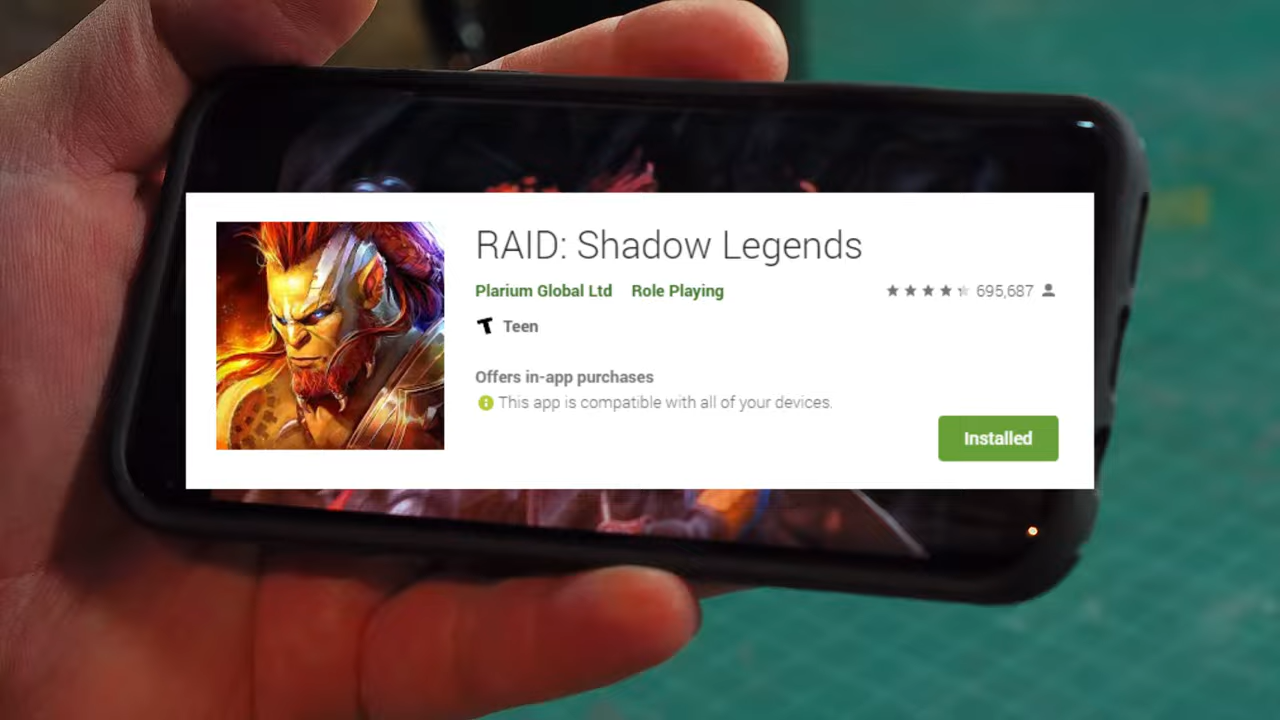 RAID: Shadow Legends
Plarium Global Ltd Role Playing 695,687
Teen
Offers in-app purchases
This app is compatible with all of your devices.
Installed